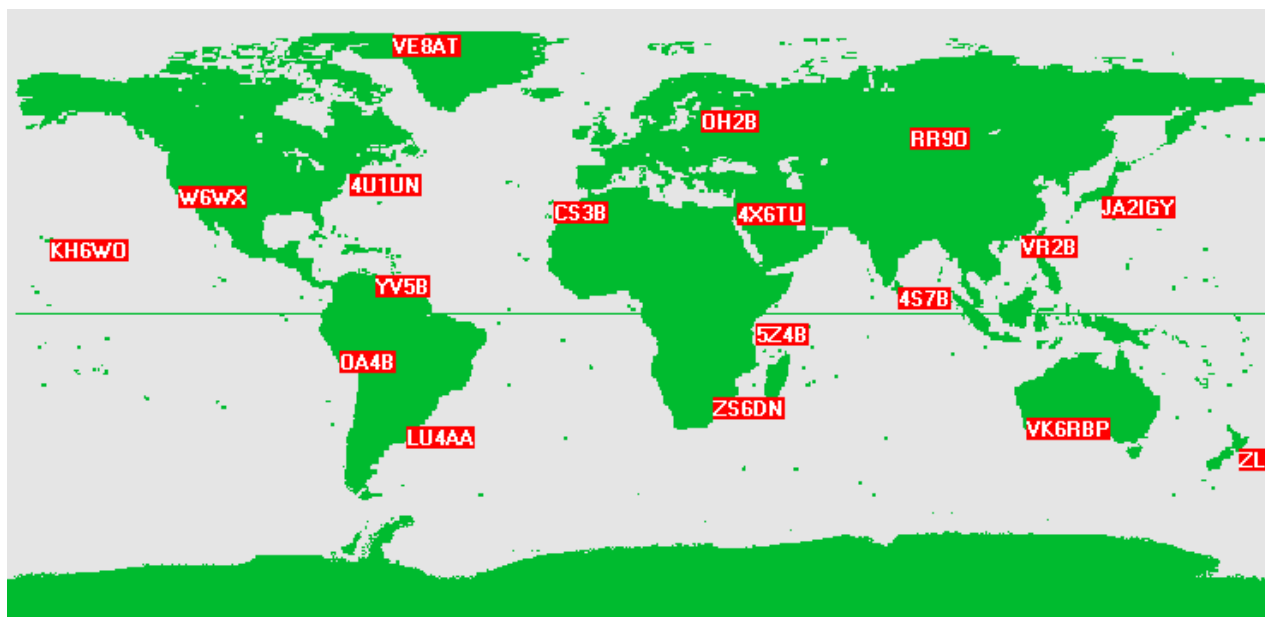 VE8AT
OH2B
RR9O
4U1UN
W6WX
CS3B
4X6TU
JA2IGY
KH6WO
VR2B
YV5B
4S7B
5Z4B
OA4B
ZS6DN
LU4AA
VK6RBP
ZL